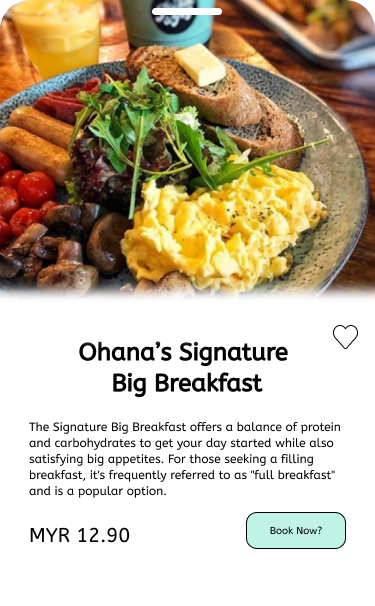 Ohana’s Signature
Big Breakfast
The Signature Big Breakfast offers a balance of protein
and carbohydrates to get your day started while also
satisfying big appetites. For those seeking a filling
breakfast, it's frequently referred to as "full breakfast"
and is a popular option.
MYR 12.90
Book Now?